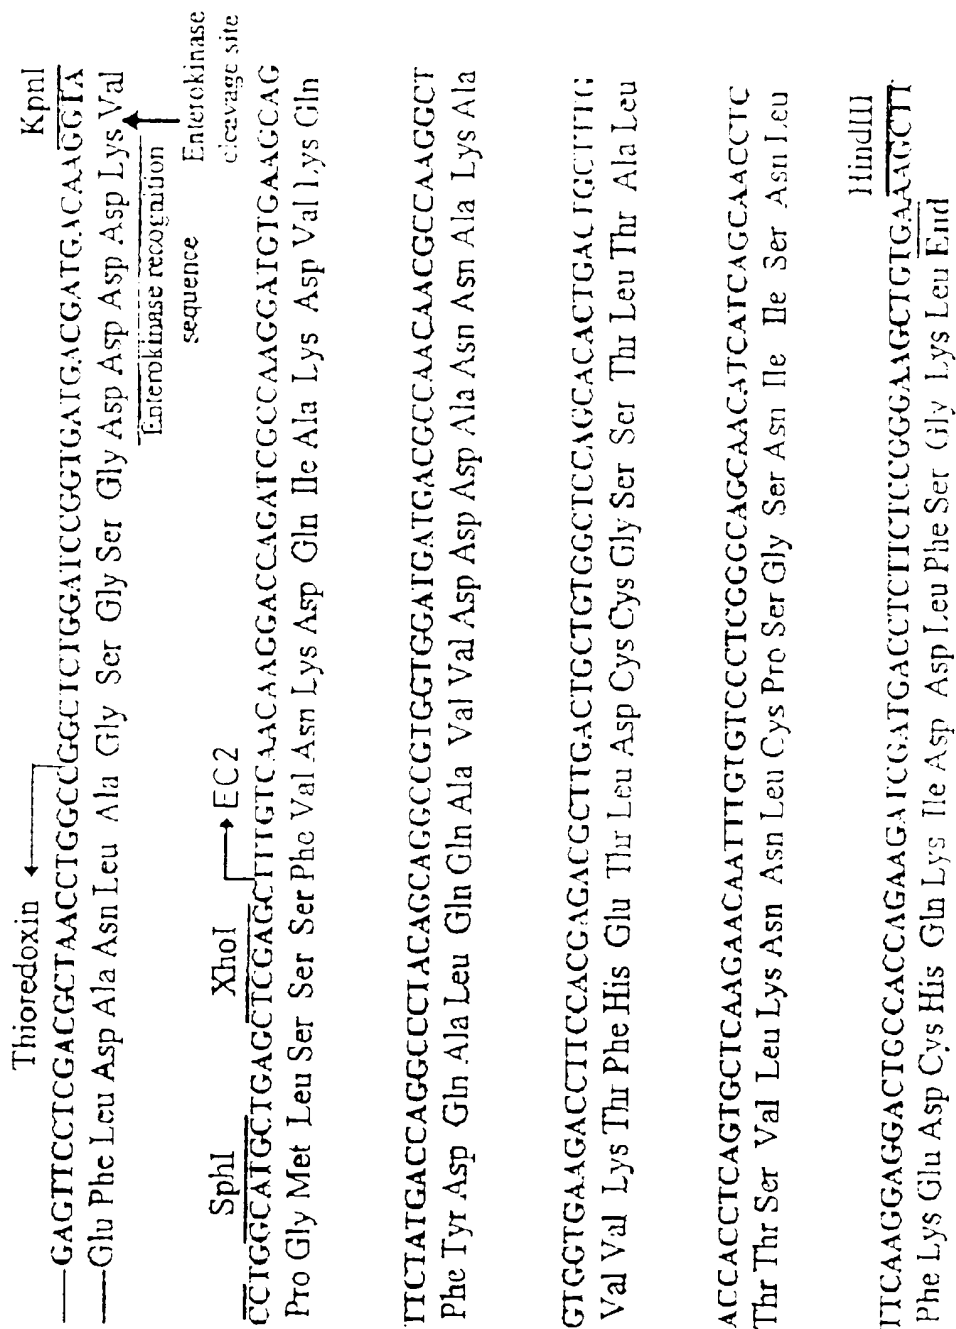 Thioredoxin KpnI
GAGTTCCTCGACGCTAACCTGGCCGGCTCTGGATCCGGTGATGACGATGACAAGGTA
Glu Phe Leu Asp Ala Asn Leu Ala Gly Ser Gly Ser Gly Asp Asp Asp Asp Lys Val
Enterokinase recognition sequence
Enterokinase cleavage site
SphI XhoI EC2
CCTGGCATGCTGAGCTCGAGCTTTGTCAACAAGGACCAGATCGCCAAGGATGTGAAGCAG
Pro Gly Met Leu Ser Ser Ser Phe Val Asn Lys Asp Gln Ile Ala Lys Asp Val Lys Gln
TTCTATGACCAGGCCCTACAGCAGGCCGTGGTGGATGATGACGCCAACAACGCCAAGGCT
Phe Tyr Asp Gln Ala Leu Gln Gln Ala Val Val Asp Asp Asp Ala Asn Asn Ala Lys Ala
GTGGTGAAGACCTTCCACGAGACGCTTGACTGCTGTGGCTCCAGCACACTGACTGCTTTG
Val Val Lys Thr Phe His Glu Thr Leu Asp Cys Cys Gly Ser Ser Thr Leu Thr Ala Leu
ACCACCTCAGTGCTCAAGAACAATTTGTGTCCCTCGGGCAGCAACATCATCAGCAACCTC
Thr Thr Ser Val Leu Lys Asn Asn Leu Cys Pro Ser Gly Ser Asn Ile Ile Ser Asn Leu
HindIII
TTCAAGGAGGACTGCCACCAGAAGATCGATGACCTCTTCTCCGGGAAGCTGTGAAAGCTT
Phe Lys Glu Asp Cys His Gln Lys Ile Asp Asp Leu Phe Ser Gly Lys Leu End